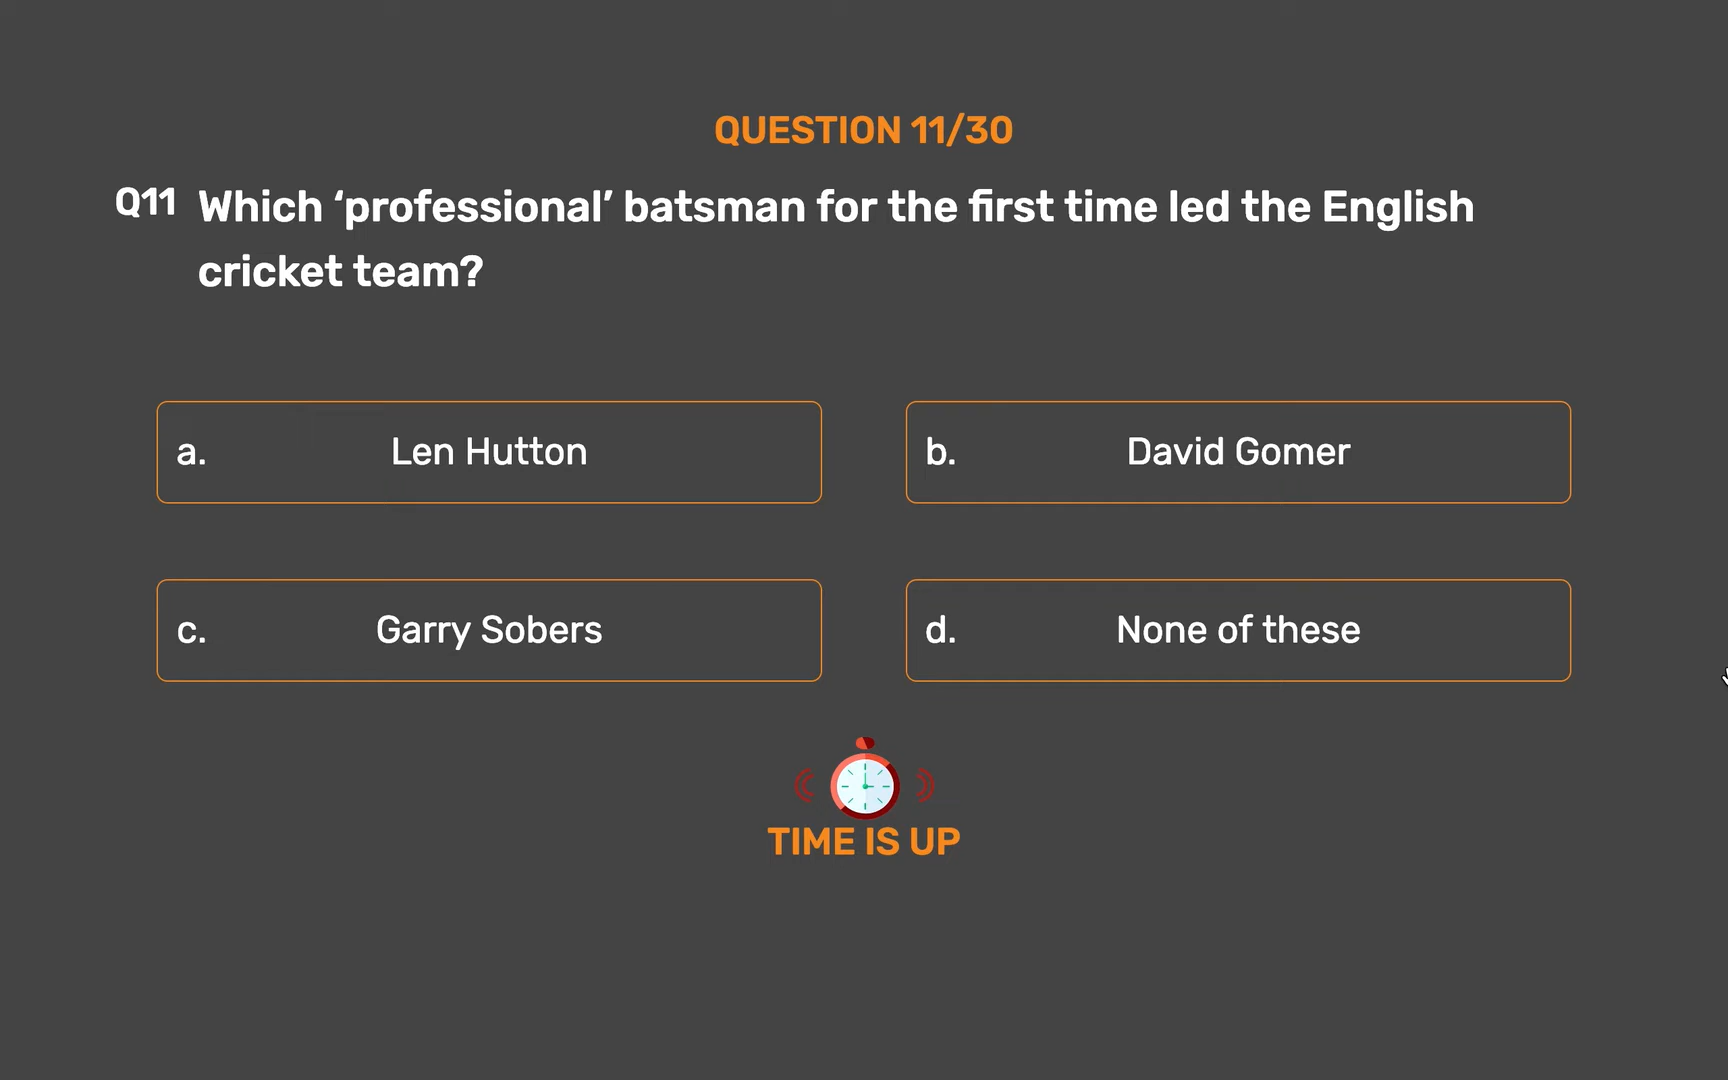 QUESTION 11/30
Q11 Which ‘professional’ batsman for the first time led the English
cricket team?
a. Len Hutton
b. David Gomer
c. Garry Sobers
d. None of these
TIME IS UP